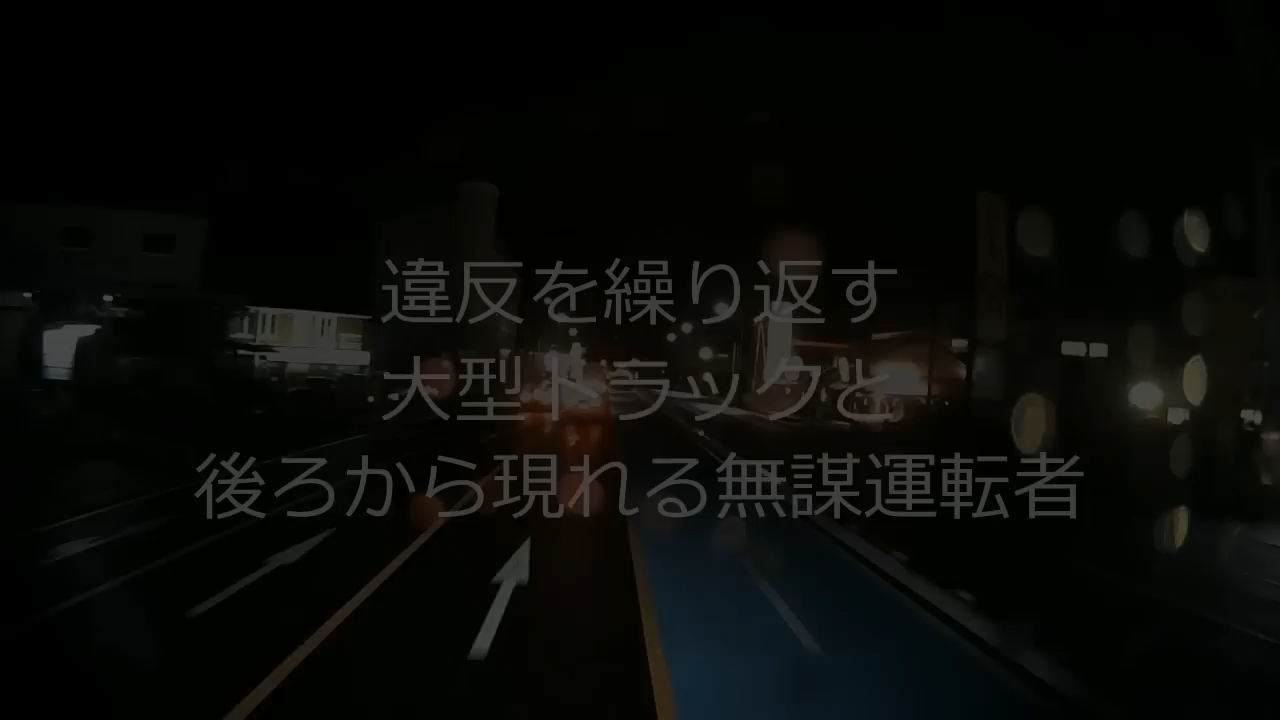 違反を繰り返す
大型トラックと
後ろから現れる無謀運転者